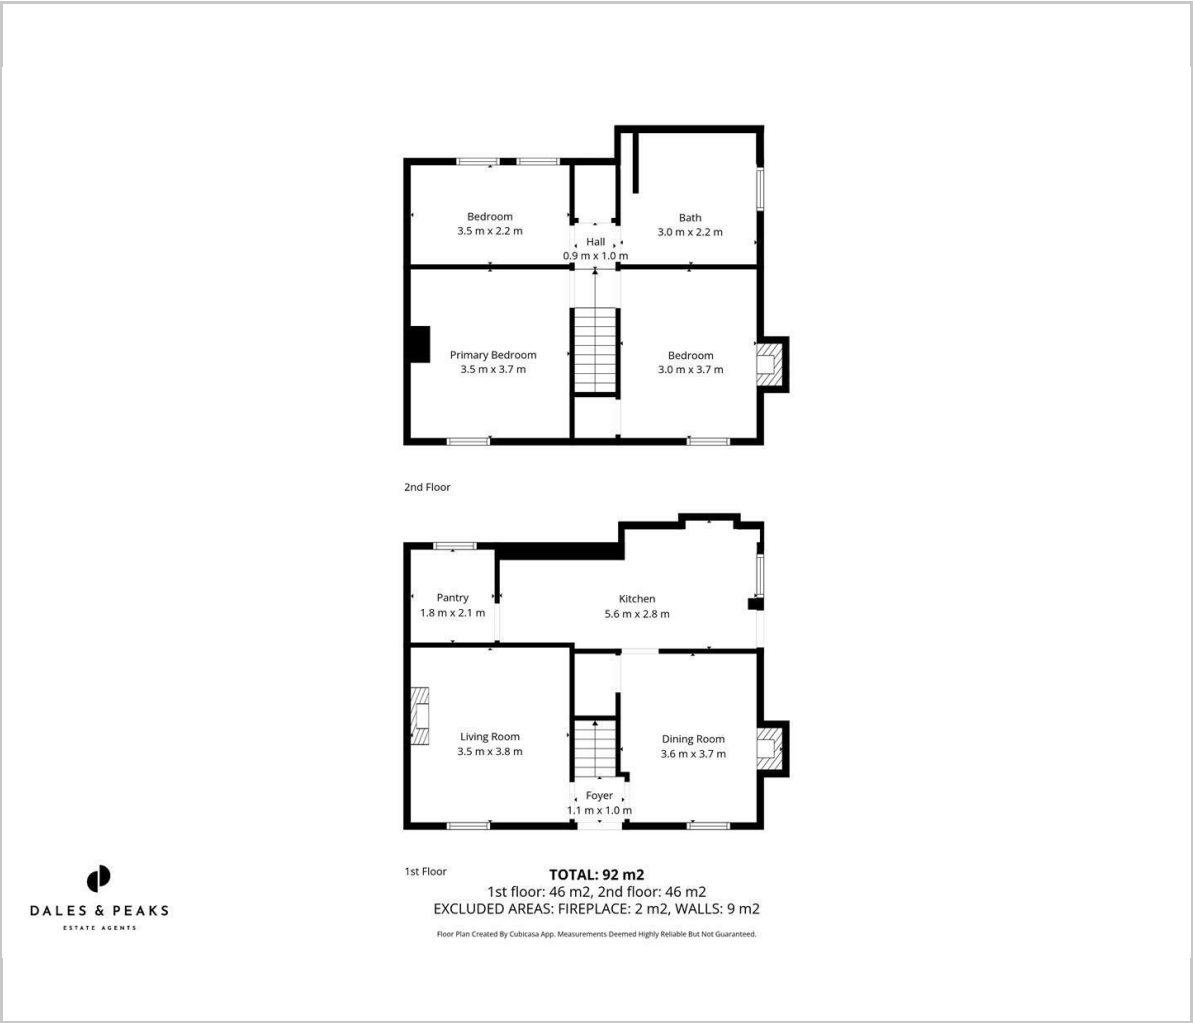 Bedroom
3.5 m x 2.2 m
Bath
3.0 m x 2.2 m
Hall
0.9 m x 1.0 m
Primary Bedroom
3.5 m x 3.7 m
Bedroom
3.0 m x 3.7 m
2nd Floor
Pantry
1.8 m x 2.1 m
Kitchen
5.6 m x 2.8 m
Living Room
3.5 m x 3.8 m
Dining Room
3.6 m x 3.7 m
Foyer
1.1 m x 1.0 m
1st Floor
TOTAL: 92 m2
1st floor: 46 m2, 2nd floor: 46 m2
EXCLUDED AREAS: FIREPLACE: 2 m2, WALLS: 9 m2
Floor Plan Created By Cubicasa App. Measurements Deemed Highly Reliable But Not Guaranteed.
DALES & PEAKS
ESTATE AGENTS